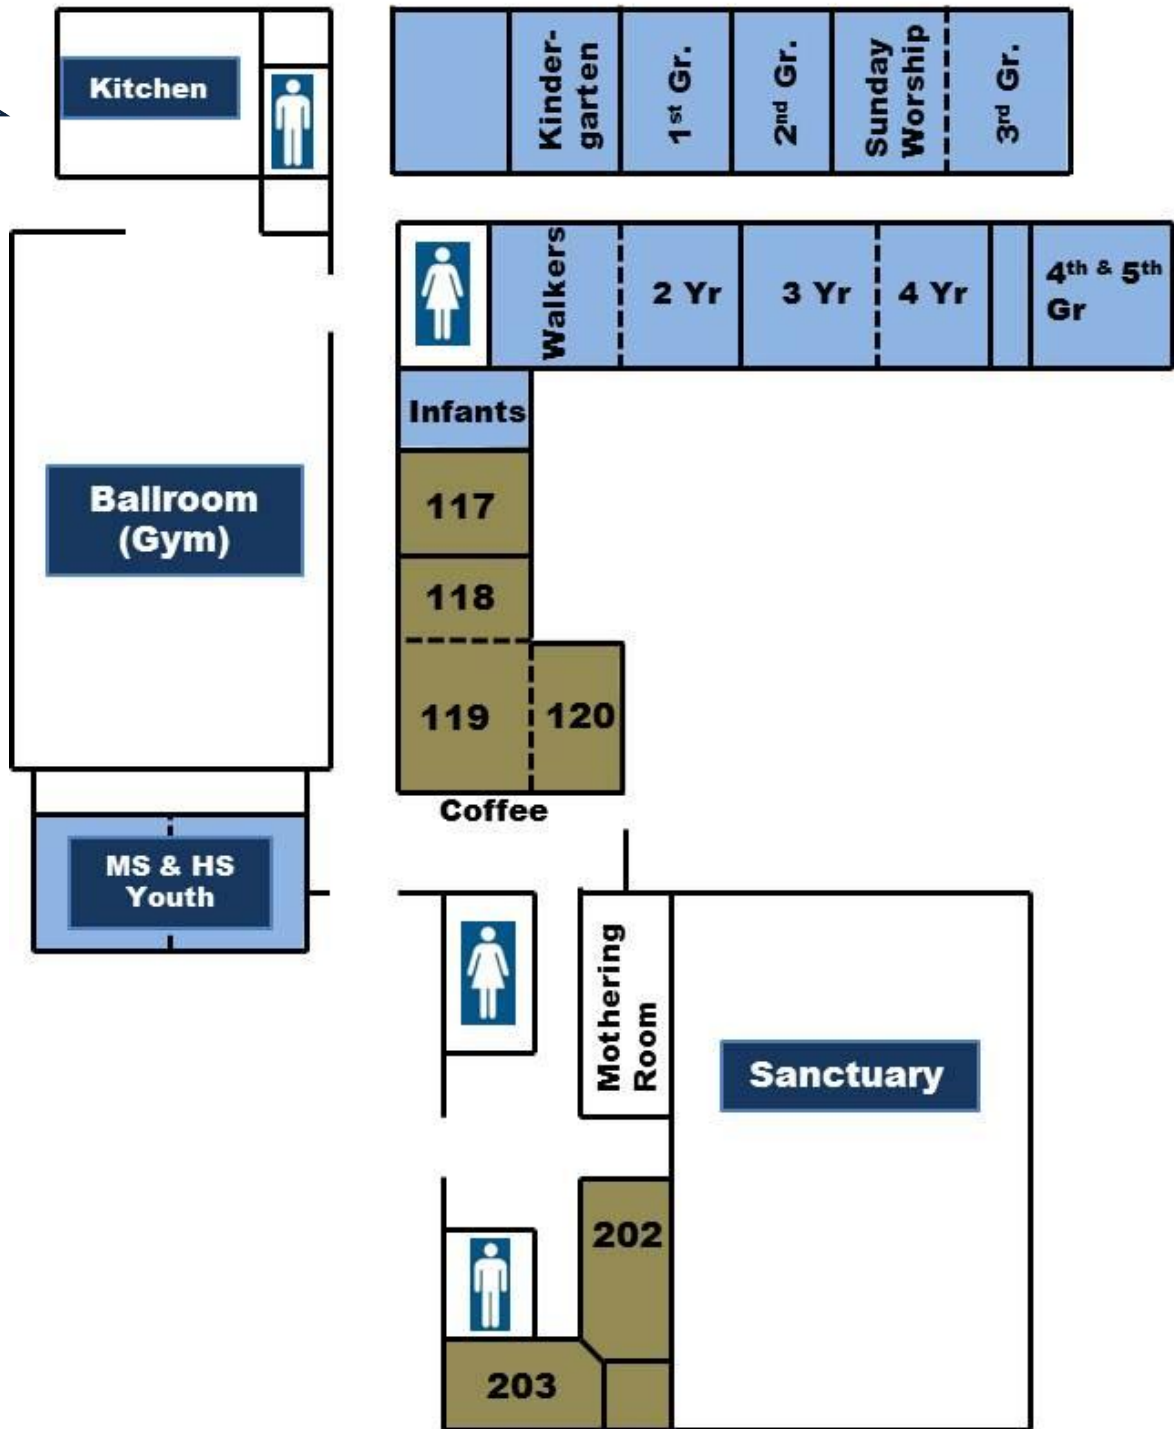 Kitchen
Kinder-
garten
1st Gr.
2nd Gr.
Sunday
Worship
3rd Gr.
Walkers
2 Yr
3 Yr
4 Yr
4th & 5th
Gr
Infants
117
Ballroom
(Gym)
118
119
120
Coffee
MS & HS
Youth
Mothering
Room
Sanctuary
202
203